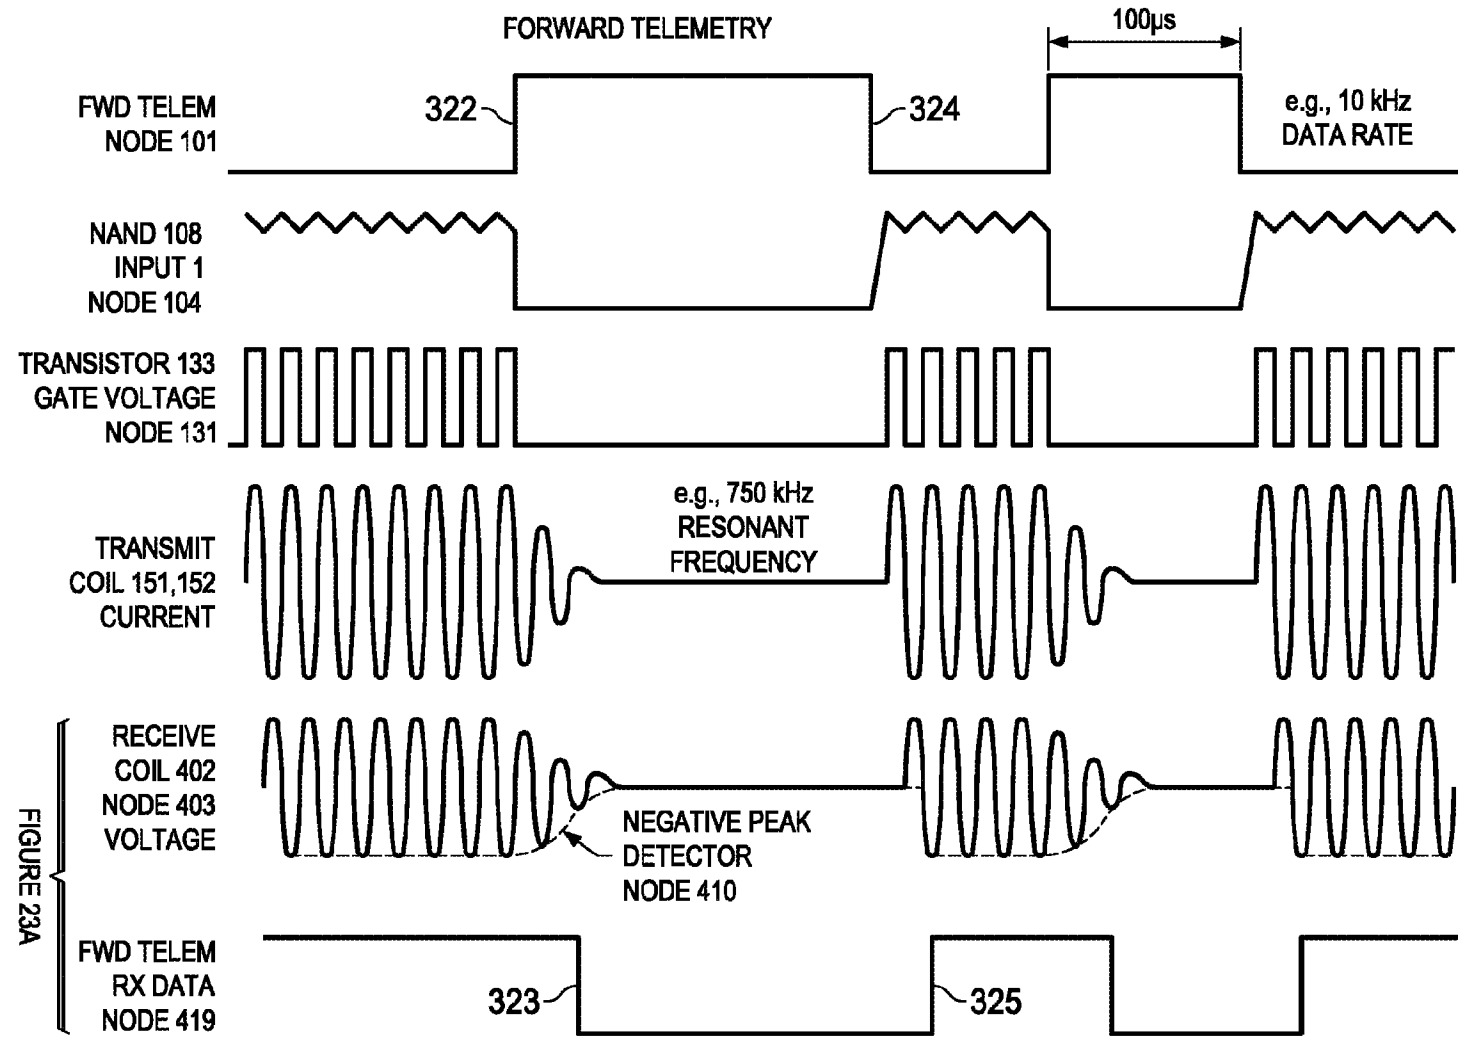 FORWARD TELEMETRY
100µs
FWD TELEM
NODE 101
322
324
e.g., 10 kHz
DATA RATE
NAND 108
INPUT 1
NODE 104
TRANSISTOR 133
GATE VOLTAGE
NODE 131
e.g., 750 kHz
RESONANT
FREQUENCY
TRANSMIT
COIL 151,152
CURRENT
RECEIVE
COIL 402
NODE 403
VOLTAGE
NEGATIVE PEAK
DETECTOR
NODE 410
FIGURE 23A
FWD TELEM
RX DATA
NODE 419
323
325